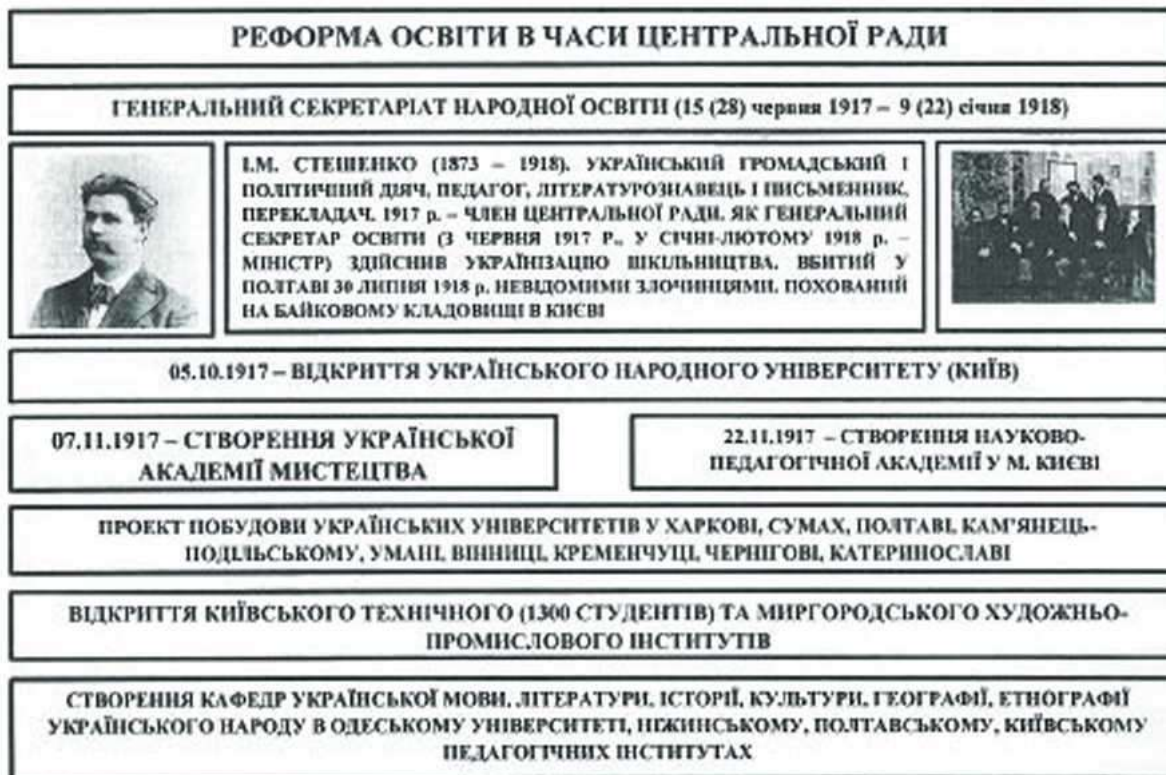 РЕФОРМА ОСВІТИ В ЧАСИ ЦЕНТРАЛЬНОЇ РАДИ
ГЕНЕРАЛЬНИЙ СЕКРЕТАРІАТ НАРОДНОЇ ОСВІТИ (15 (28) червня 1917 – 9 (22) січня 1918)
І.М. СТЕШЕНКО (1873 – 1918). УКРАЇНСЬКИЙ ГРОМАДСЬКИЙ І
ПОЛІТИЧНИЙ ДІЯЧ, ПЕДАГОГ, ЛІТЕРАТУРОЗНАВЕЦЬ І ПИСЬМЕННИК,
ПЕРЕКЛАДАЧ. 1917 р. – ЧЛЕН ЦЕНТРАЛЬНОЇ РАДИ. ЯК ГЕНЕРАЛЬНИЙ
СЕКРЕТАР ОСВІТИ (З ЧЕРВНЯ 1917 Р., У СІЧНІ-ЛЮТОМУ 1918 р. –
МІНІСТР) ЗДІЙСНИВ УКРАЇНІЗАЦІЮ ШКІЛЬНИЦТВА. ВБИТИЙ У
ПОЛТАВІ 30 ЛИПНЯ 1918 р. НЕВІДОМИМИ ЗЛОЧИНЦЯМИ. ПОХОВАНИЙ
НА БАЙКОВОМУ КЛАДОВИЩІ В КИЄВІ
05.10.1917 – ВІДКРИТТЯ УКРАЇНСЬКОГО НАРОДНОГО УНІВЕРСИТЕТУ (КИЇВ)
07.11.1917 – СТВОРЕННЯ УКРАЇНСЬКОЇ
АКАДЕМІЇ МИСТЕЦТВА
22.11.1917 – СТВОРЕННЯ НАУКОВО-
ПЕДАГОГІЧНОЇ АКАДЕМІЇ У М. КИЄВІ
ПРОЕКТ ПОБУДОВИ УКРАЇНСЬКИХ УНІВЕРСИТЕТІВ У ХАРКОВІ, СУМАХ, ПОЛТАВІ, КАМ'ЯНЕЦЬ-
ПОДІЛЬСЬКОМУ, УМАНІ, ВІННИЦІ, КРЕМЕНЧУЦІ, ЧЕРНІГОВІ, КАТЕРИНОСЛАВІ
ВІДКРИТТЯ КИЇВСЬКОГО ТЕХНІЧНОГО (1300 СТУДЕНТІВ) ТА МИРГОРОДСЬКОГО ХУДОЖНЬО-
ПРОМИСЛОВОГО ІНСТИТУТІВ
СТВОРЕННЯ КАФЕДР УКРАЇНСЬКОЇ МОВИ, ЛІТЕРАТУРИ, ІСТОРІЇ, КУЛЬТУРИ, ГЕОГРАФІЇ, ЕТНОГРАФІЇ
УКРАЇНСЬКОГО НАРОДУ В ОДЕСЬКОМУ УНІВЕРСИТЕТІ, НІЖИНСЬКОМУ, ПОЛТАВСЬКОМУ, КИЇВСЬКОМУ
ПЕДАГОГІЧНИХ ІНСТИТУТАХ